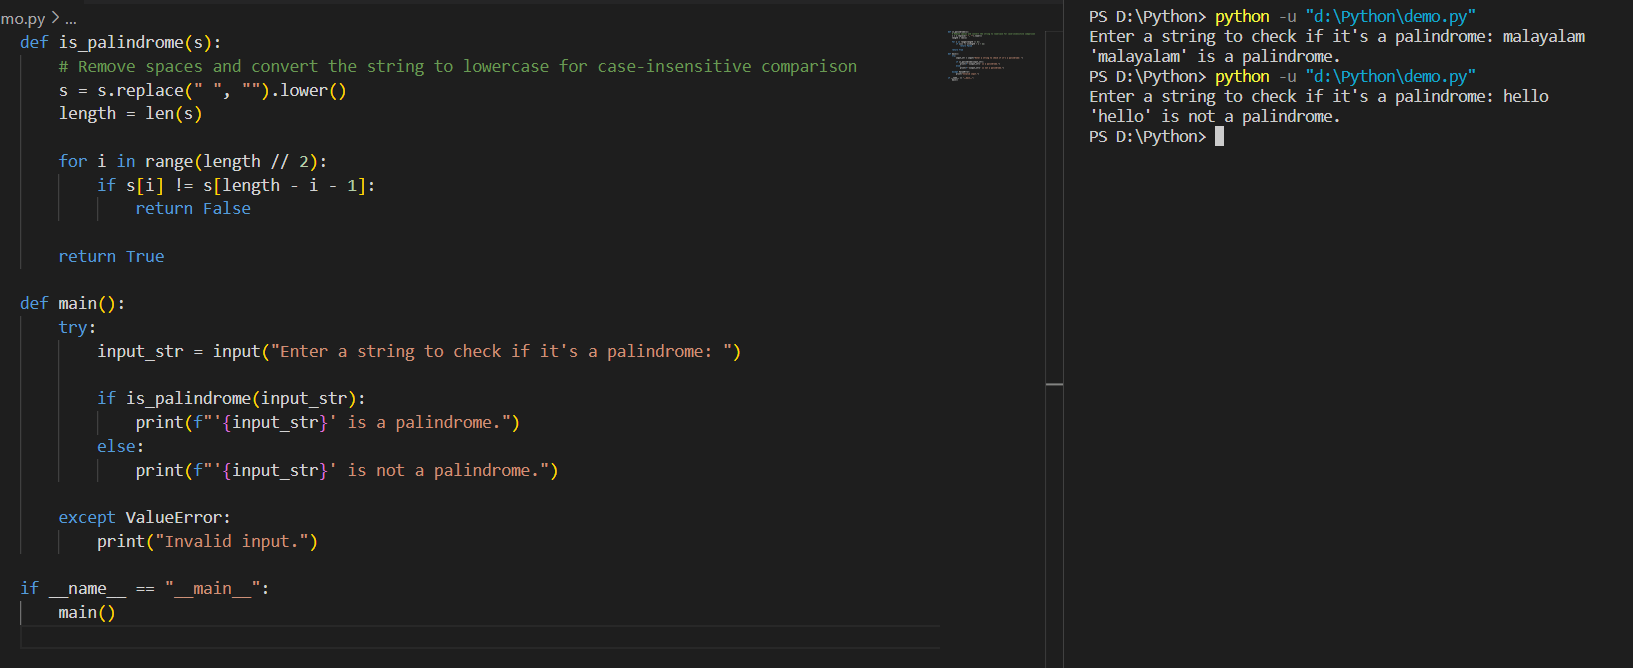 mo.py > ...
def is_palindrome(s):
    # Remove spaces and convert the string to lowercase for case-insensitive comparison
    s = s.replace(" ", "").lower()
    length = len(s)
    for i in range(length // 2):
        if s[i] != s[length - i - 1]:
            return False
    return True
def main():
    try:
        input_str = input("Enter a string to check if it's a palindrome: ")
        if is_palindrome(input_str):
            print(f"'{input_str}' is a palindrome.")
        else:
            print(f"'{input_str}' is not a palindrome.")
    except ValueError:
        print("Invalid input.")
if __name__ == "__main__":
    main()
PS D:\Python> python -u "d:\Python\demo.py"
Enter a string to check if it's a palindrome: malayalam
'malayalam' is a palindrome.
PS D:\Python> python -u "d:\Python\demo.py"
Enter a string to check if it's a palindrome: hello
'hello' is not a palindrome.
PS D:\Python>